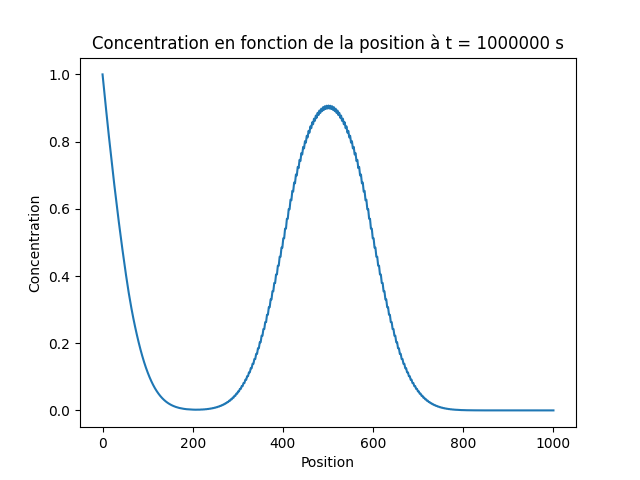 Concentration en fonction de la position à t = 1000000 s
1.0
0.8
0.6
0.4
0.2
0.0
Concentration
0 200 400 600 800 1000
Position